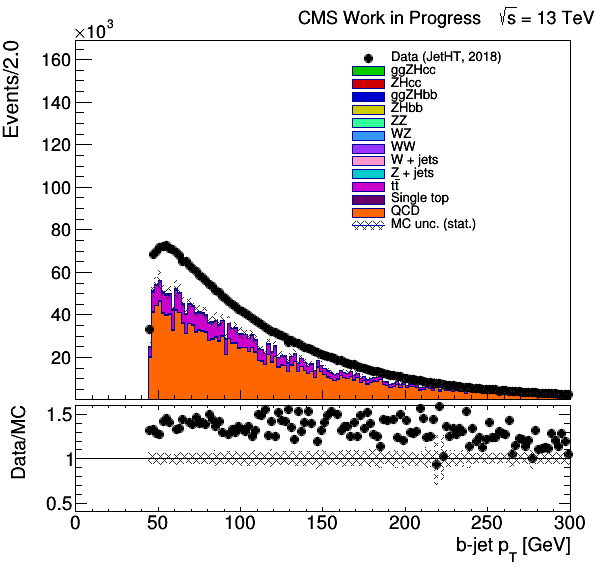 CMS Work in Progress √s = 13 TeV
×10³
Events/2.0
160
140
120
100
80
60
40
20
Data (JetHT, 2018)
ggZHcc
ZHcc
ggZHbb
ZHbb
ZZ
WZ
WW
W + jets
Z + jets
tt̄
Single top
QCD
MC unc. (stat.)
Data/MC
1.5
1
0.5
0 50 100 150 200 250 300
b-jet p_T [GeV]